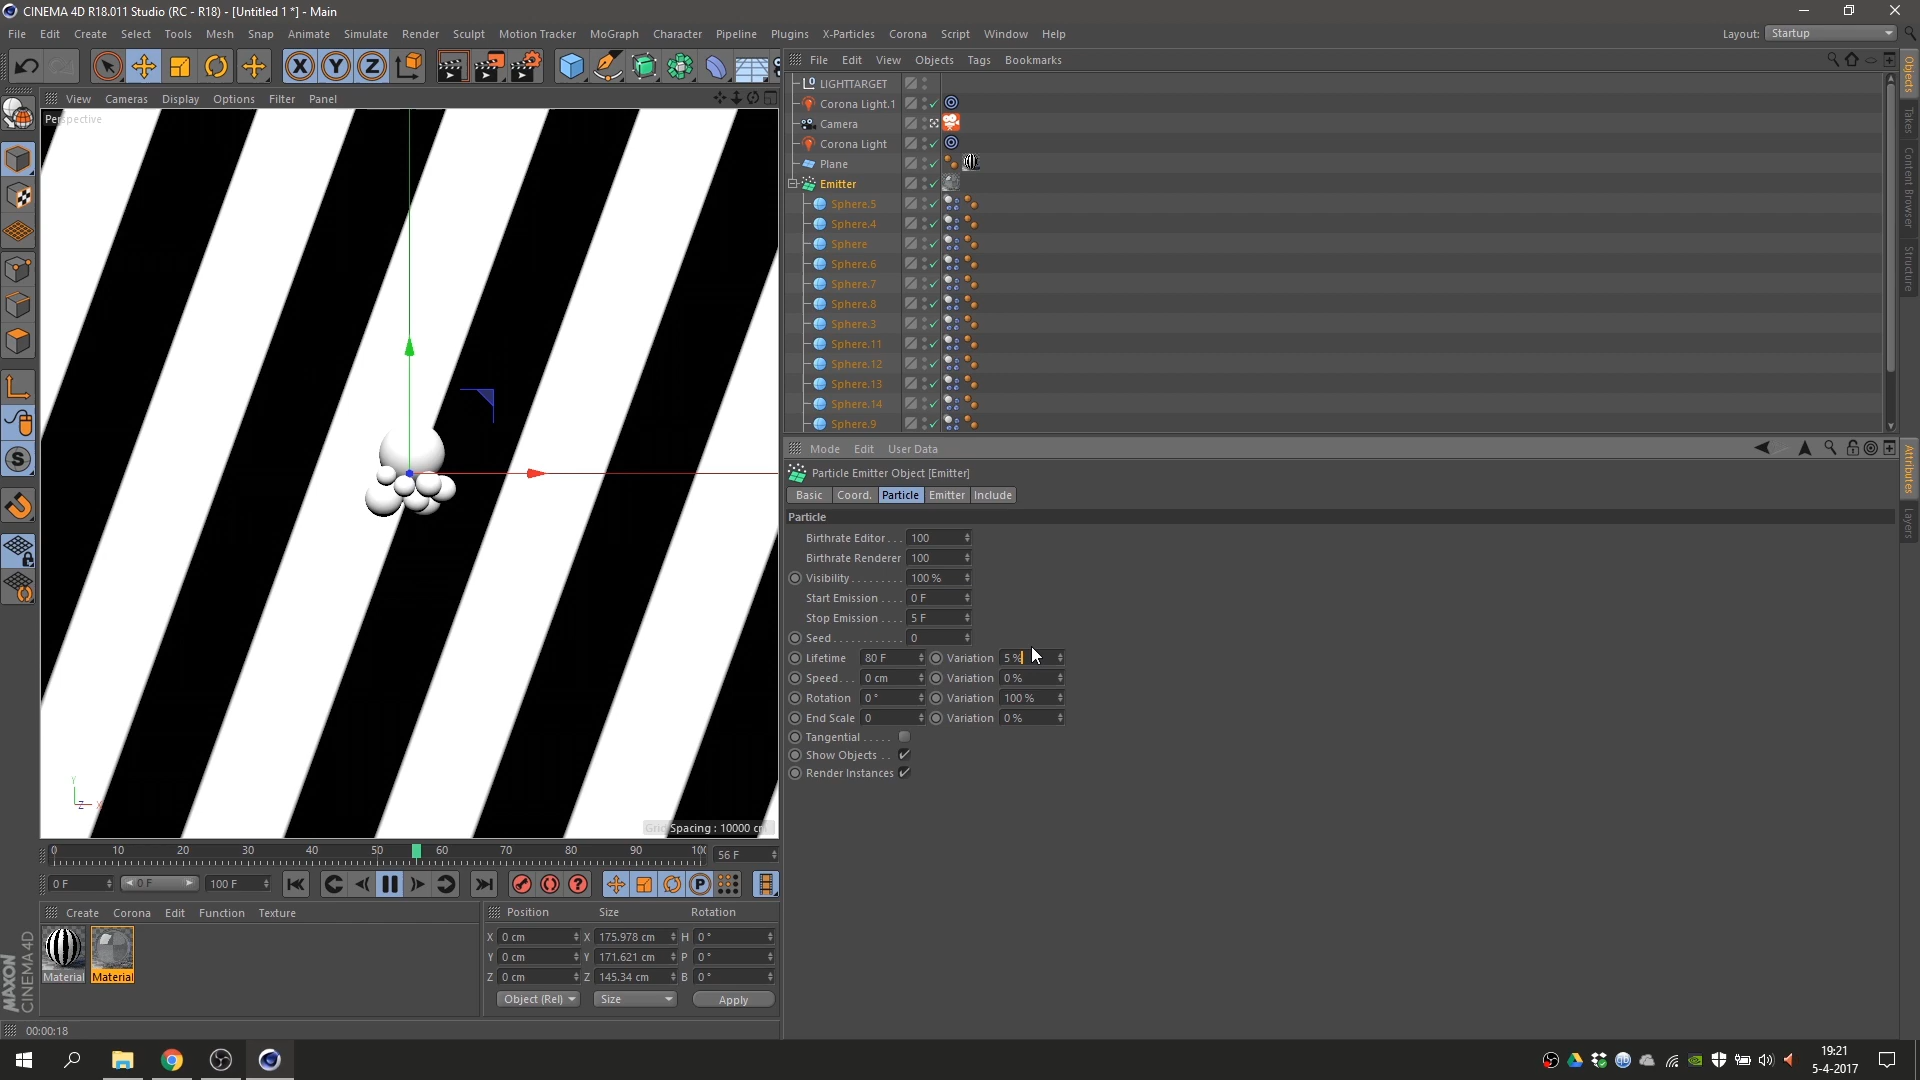 CINEMA 4D R18.011 Studio (RC - R18) - [Untitled 1 *] - Main
File Edit Create Select Tools Mesh Snap Animate Simulate Render Sculpt Motion Tracker MoGraph Character Pipeline Plugins X-Particles Corona Script Window Help
Layout: Startup
File Edit View Objects Tags Bookmarks
View Cameras Display Options Filter Panel
Perspective
LIGHTTARGET
Corona Light.1
Camera
Corona Light
Plane
Emitter
Sphere.5
Sphere.4
Sphere
Sphere.6
Sphere.7
Sphere.8
Sphere.3
Sphere.11
Sphere.12
Sphere.13
Sphere.14
Sphere.9
Objects
Takes
Content Browser
Structure
Mode Edit User Data
Particle Emitter Object [Emitter]
Basic Coord. Particle Emitter Include
Particle
Birthrate Editor . . . 100
Birthrate Renderer 100
Visibility . . . . . . . . . 100 %
Start Emission . . . . 0 F
Stop Emission . . . . 5 F
Seed . . . . . . . . . . . . 0
Lifetime 80 F Variation 5 %
Speed . . . 0 cm Variation 0 %
Rotation 0 ° Variation 100 %
End Scale 0 Variation 0 %
Tangential . . . . .
Show Objects . .
Render Instances
Attributes
Layers
Y
Z X
Grid Spacing : 10000 cm
0 10 20 30 40 50 60 70 80 90 100 56 F
0 F 0 F 100 F
Create Corona Edit Function Texture
Material Material
MAXON CINEMA 4D
Position Size Rotation
X 0 cm X 175.978 cm H 0 °
Y 0 cm Y 171.621 cm P 0 °
Z 0 cm Z 145.34 cm B 0 °
Object (Rel) Size Apply
00:00:18
19:21
5-4-2017